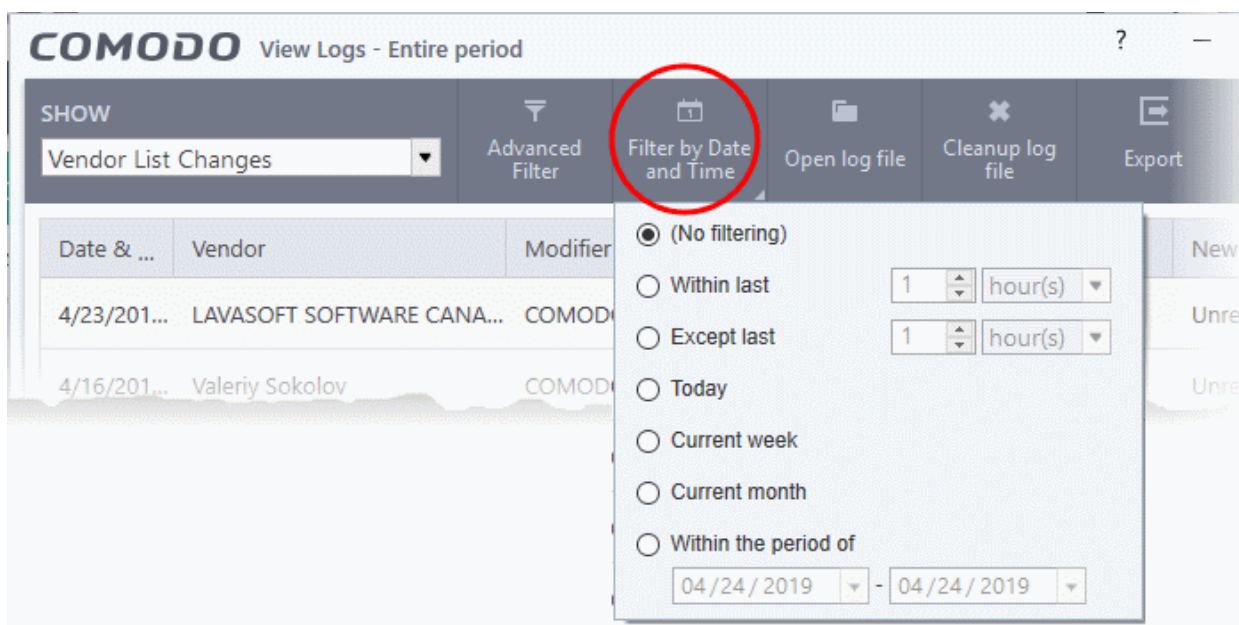 COMODO View Logs - Entire period ?
SHOW
Vendor List Changes
Advanced
Filter
Filter by Date
and Time
Open log file
Cleanup log
file
Export
Date & ... Vendor Modifier New
4/23/201... LAVASOFT SOFTWARE CANA... COMOD Unre
4/16/201... Valeriy Sokolov COMOD Unre
(No filtering)
Within last 1 hour(s)
Except last 1 hour(s)
Today
Current week
Current month
Within the period of
04/24/2019 - 04/24/2019